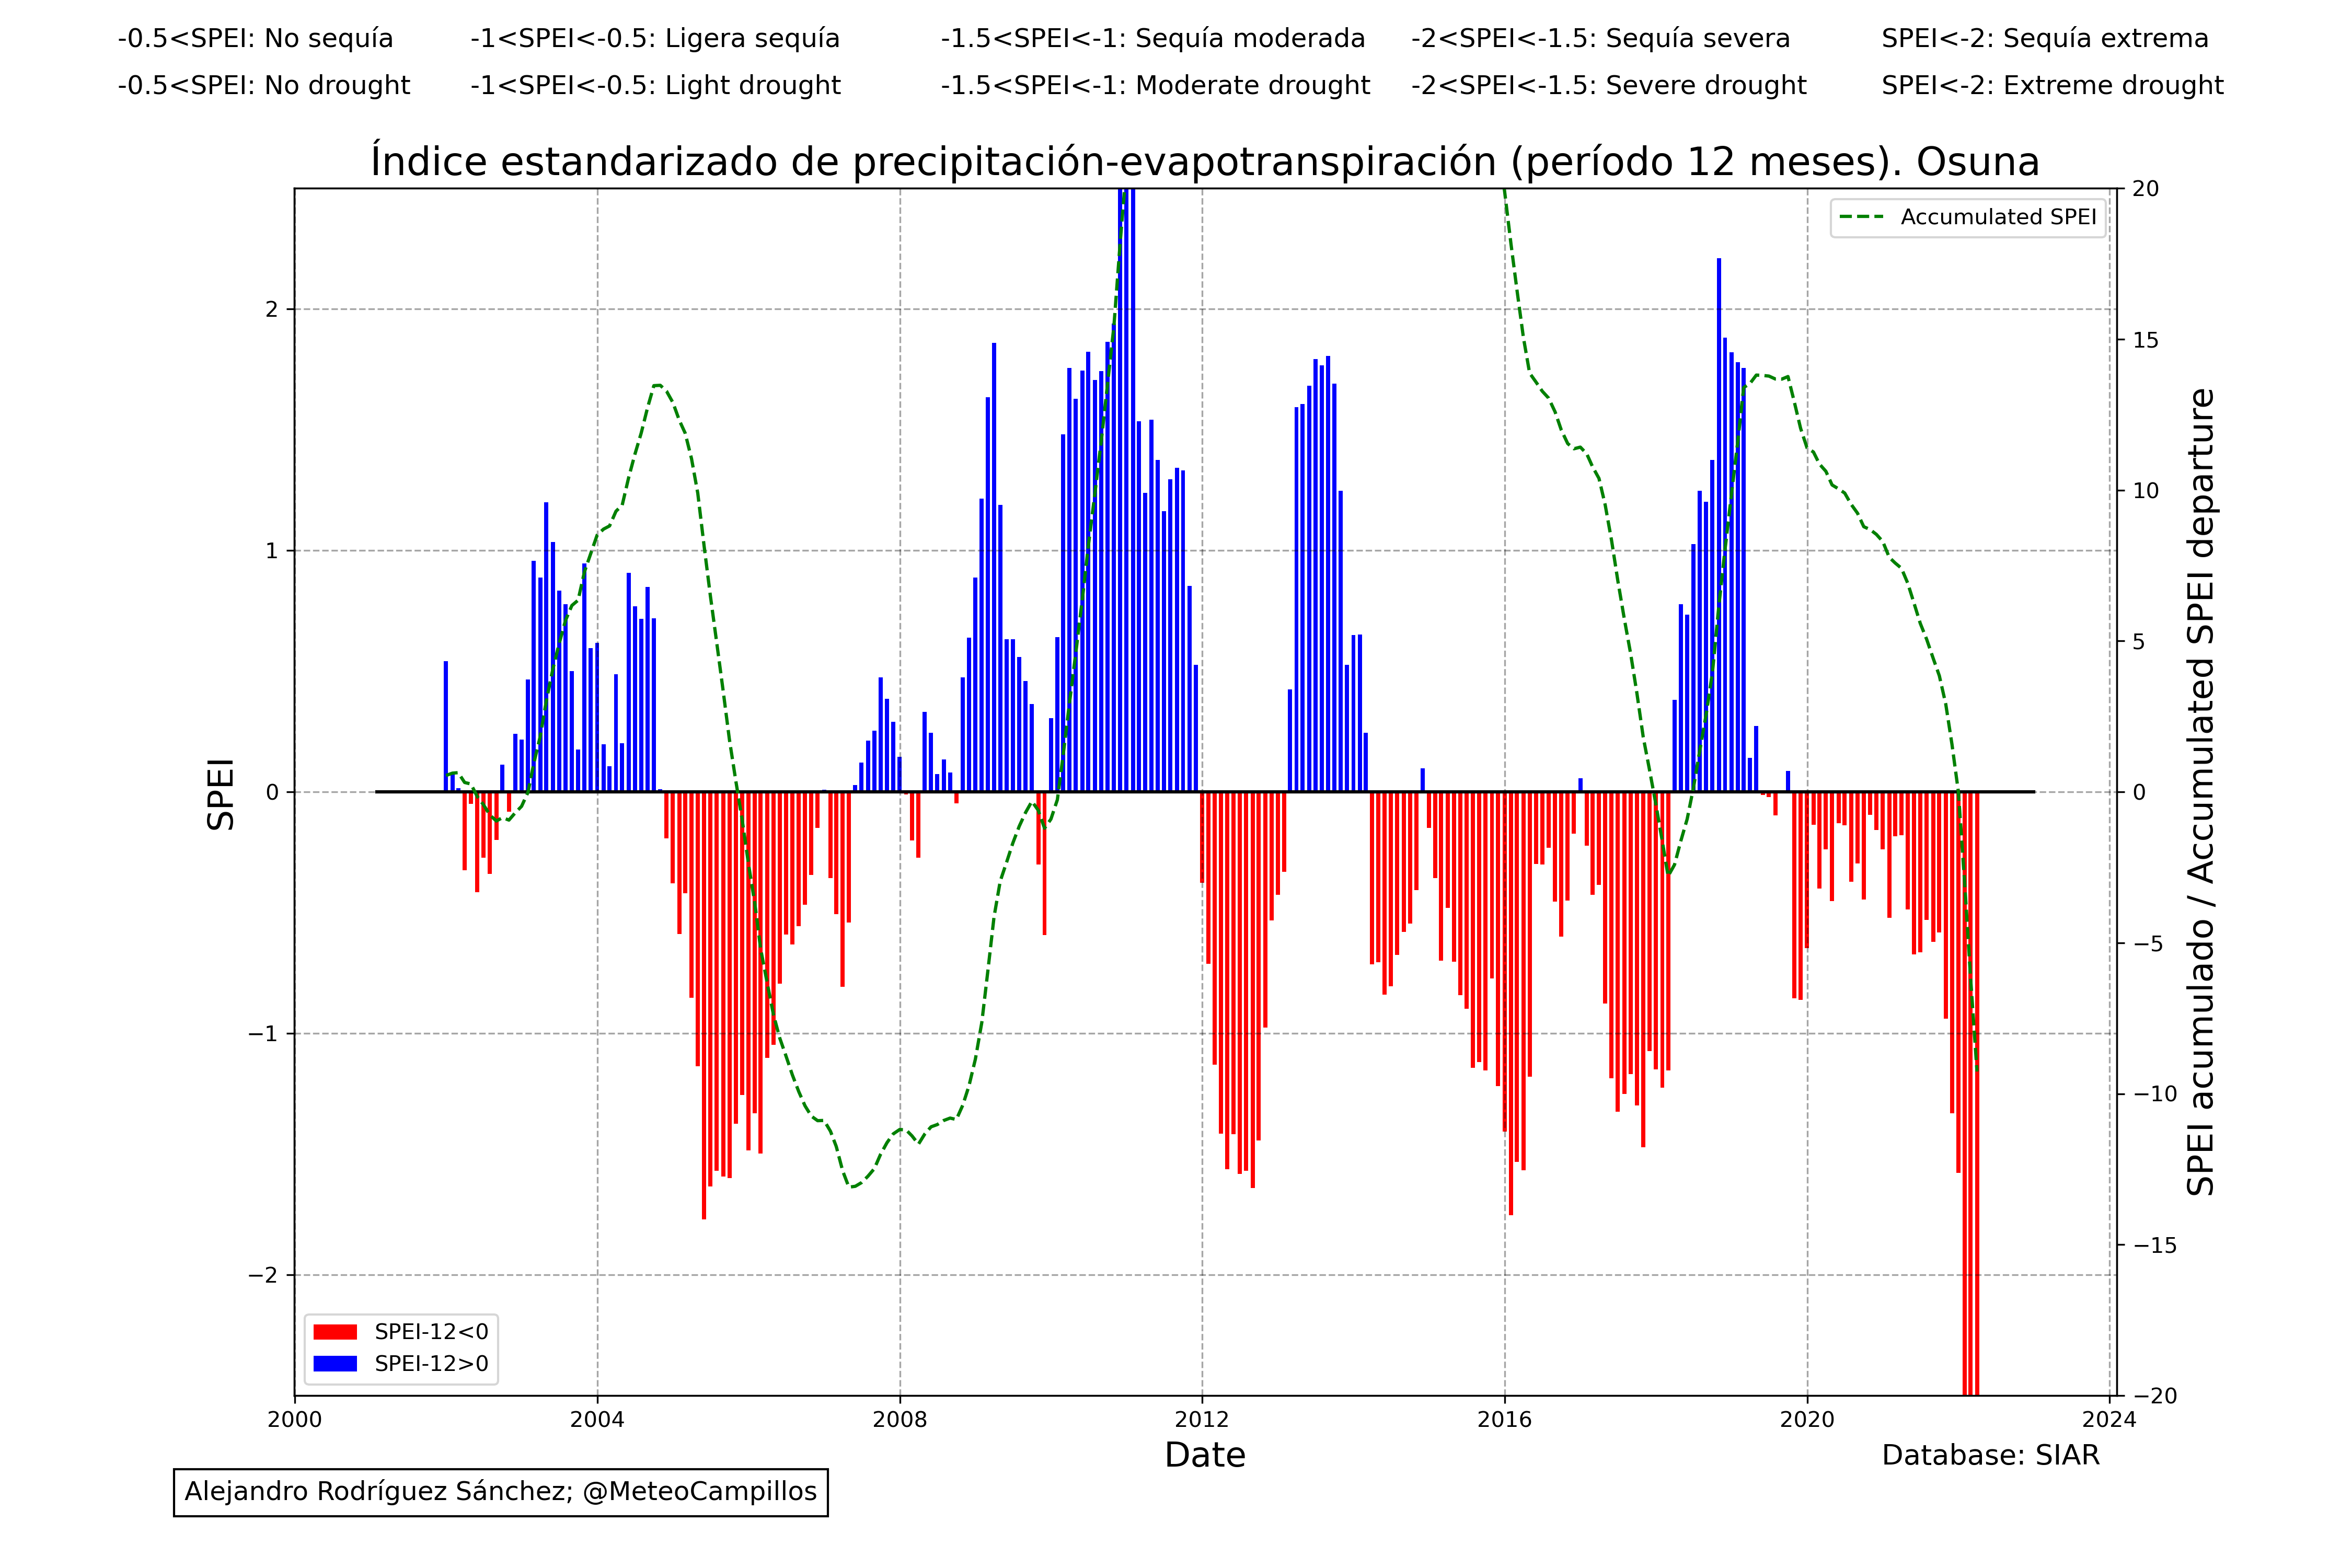 -0.5<SPEI: No sequía -1<SPEI<-0.5: Ligera sequía -1.5<SPEI<-1: Sequía moderada -2<SPEI<-1.5: Sequía severa SPEI<-2: Sequía extrema
-0.5<SPEI: No drought -1<SPEI<-0.5: Light drought -1.5<SPEI<-1: Moderate drought -2<SPEI<-1.5: Severe drought SPEI<-2: Extreme drought
Índice estandarizado de precipitación-evapotranspiración (período 12 meses). Osuna
Accumulated SPEI
SPEI
2
1
0
−1
−2
20
15
10
5
0
−5
−10
−15
−20
SPEI acumulado / Accumulated SPEI departure
SPEI-12<0
SPEI-12>0
2000 2004 2008 2012 2016 2020 2024
Date
Database: SIAR
Alejandro Rodríguez Sánchez; @MeteoCampillos